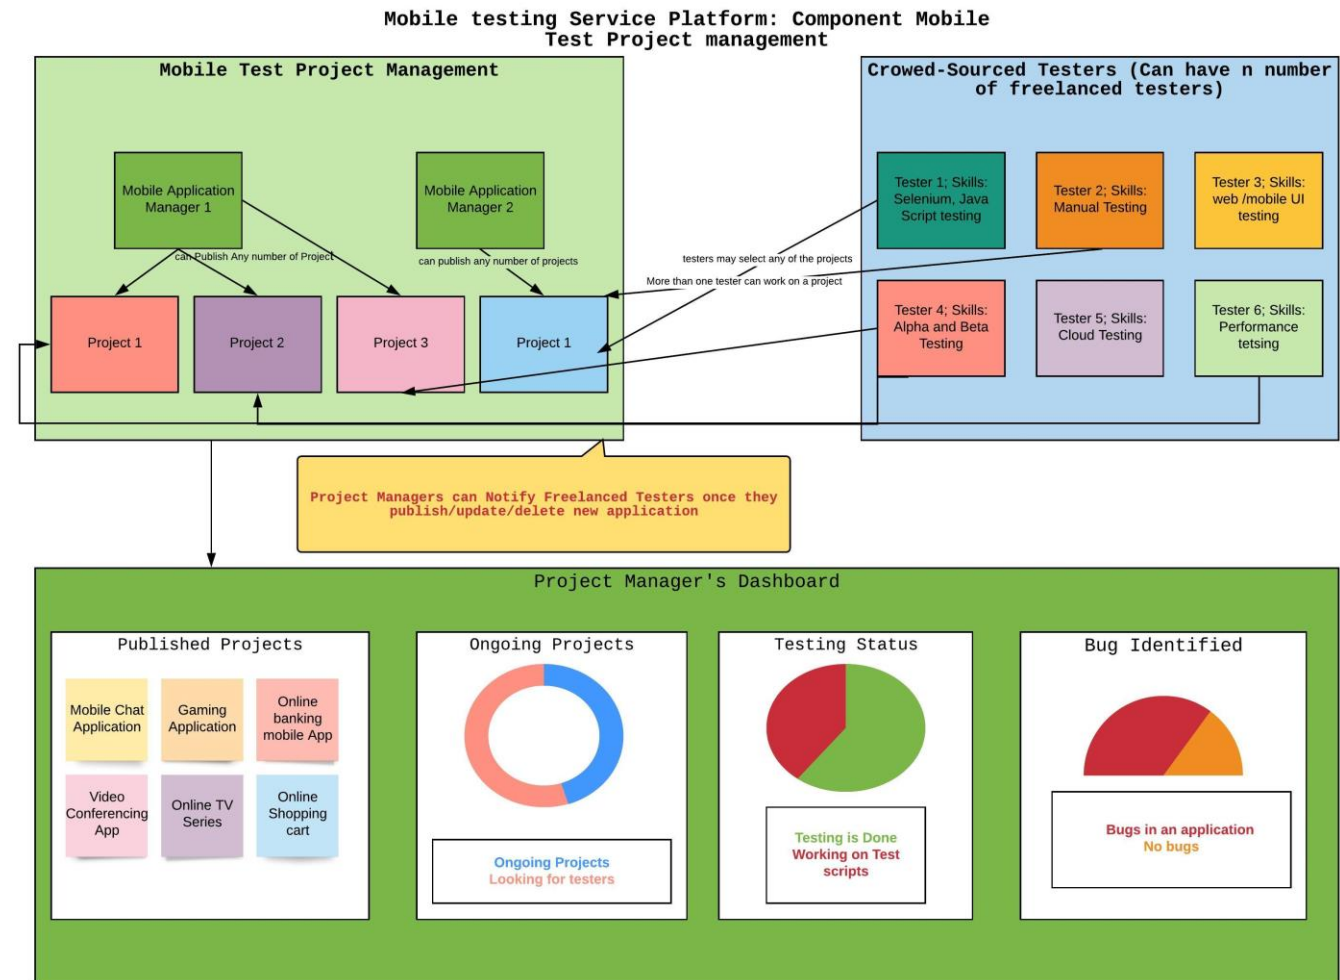 Mobile testing Service Platform: Component Mobile
Test Project management
Mobile Test Project Management
Mobile Application
Manager 1
Mobile Application
Manager 2
can Publish Any number of Project
can publish any number of projects
Project 1
Project 2
Project 3
Project 1
testers may select any of the projects
More than one tester can work on a project
Crowed-Sourced Testers (Can have n number
of freelanced testers)
Tester 1; Skills:
Selenium, Java
Script testing
Tester 2; Skills:
Manual Testing
Tester 3; Skills:
web /mobile UI
testing
Tester 4; Skills:
Alpha and Beta
Testing
Tester 5; Skills:
Cloud Testing
Tester 6; Skills:
Performance
tetsing
Project Managers can Notify Freelanced Testers once they
publish/update/delete new application
Project Manager's Dashboard
Published Projects
Mobile Chat
Application
Gaming
Application
Online
banking
mobile App
Video
Conferencing
App
Online TV
Series
Online
Shopping
cart
Ongoing Projects
Ongoing Projects
Looking for testers
Testing Status
Testing is Done
Working on Test
scripts
Bug Identified
Bugs in an application
No bugs